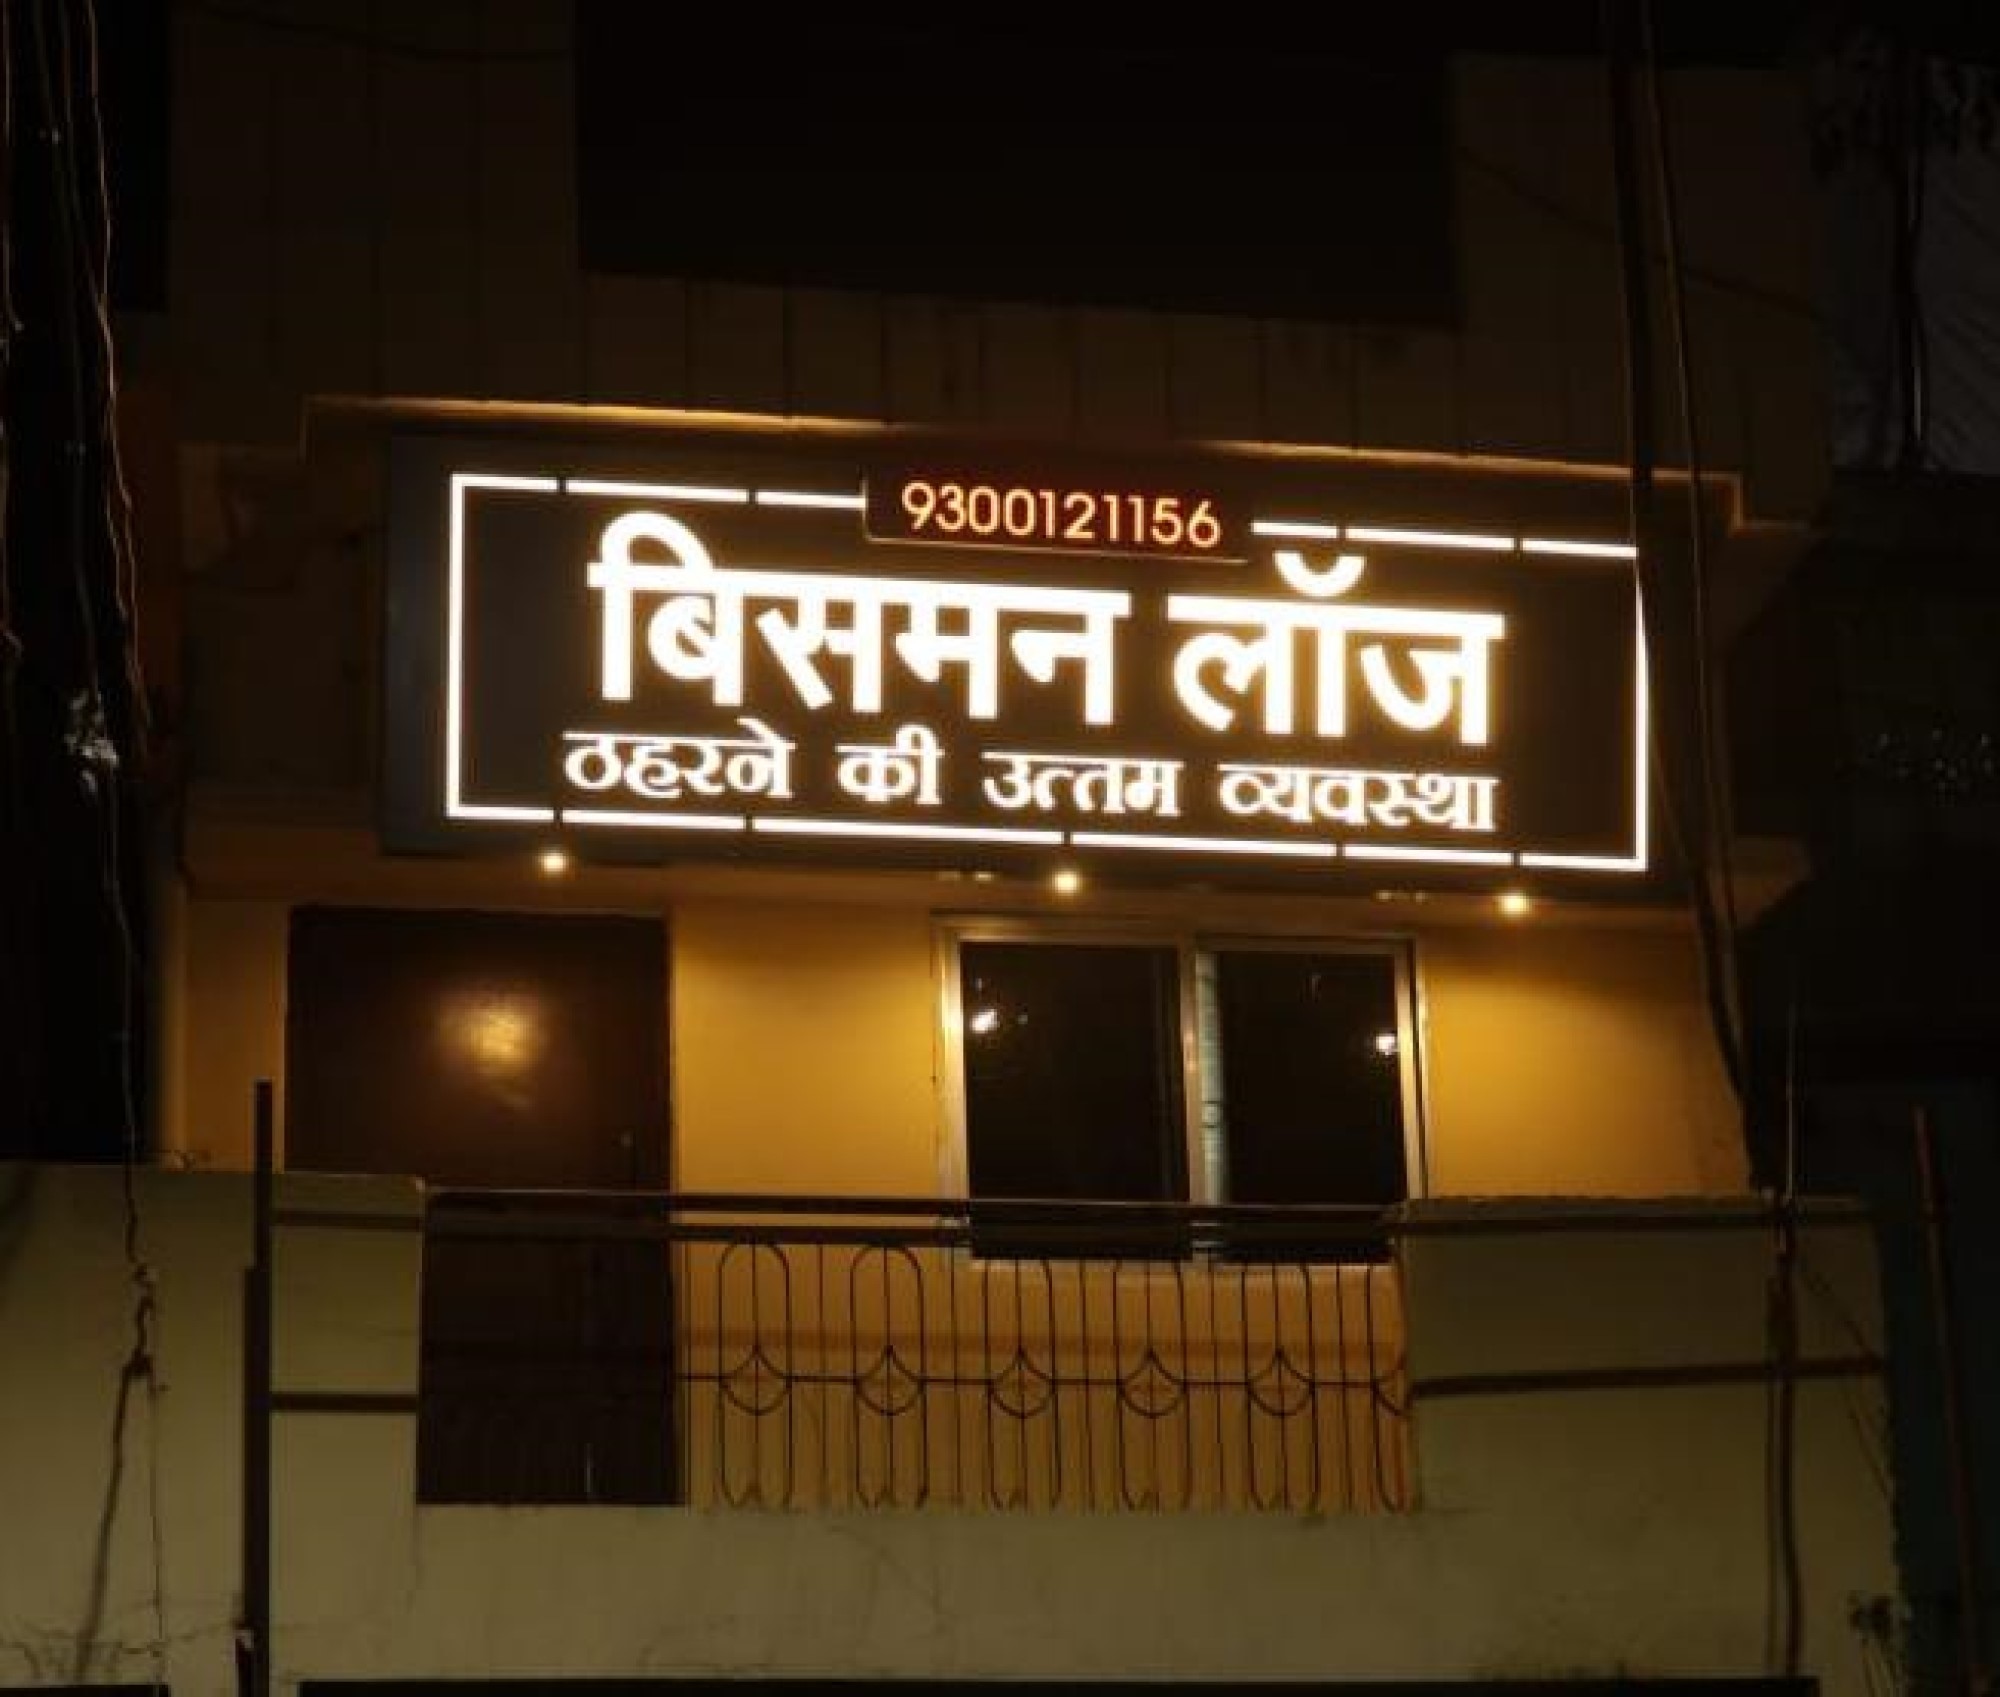 9300121156
बिसमन लॉज
ठहरने की उत्तम व्यवस्था